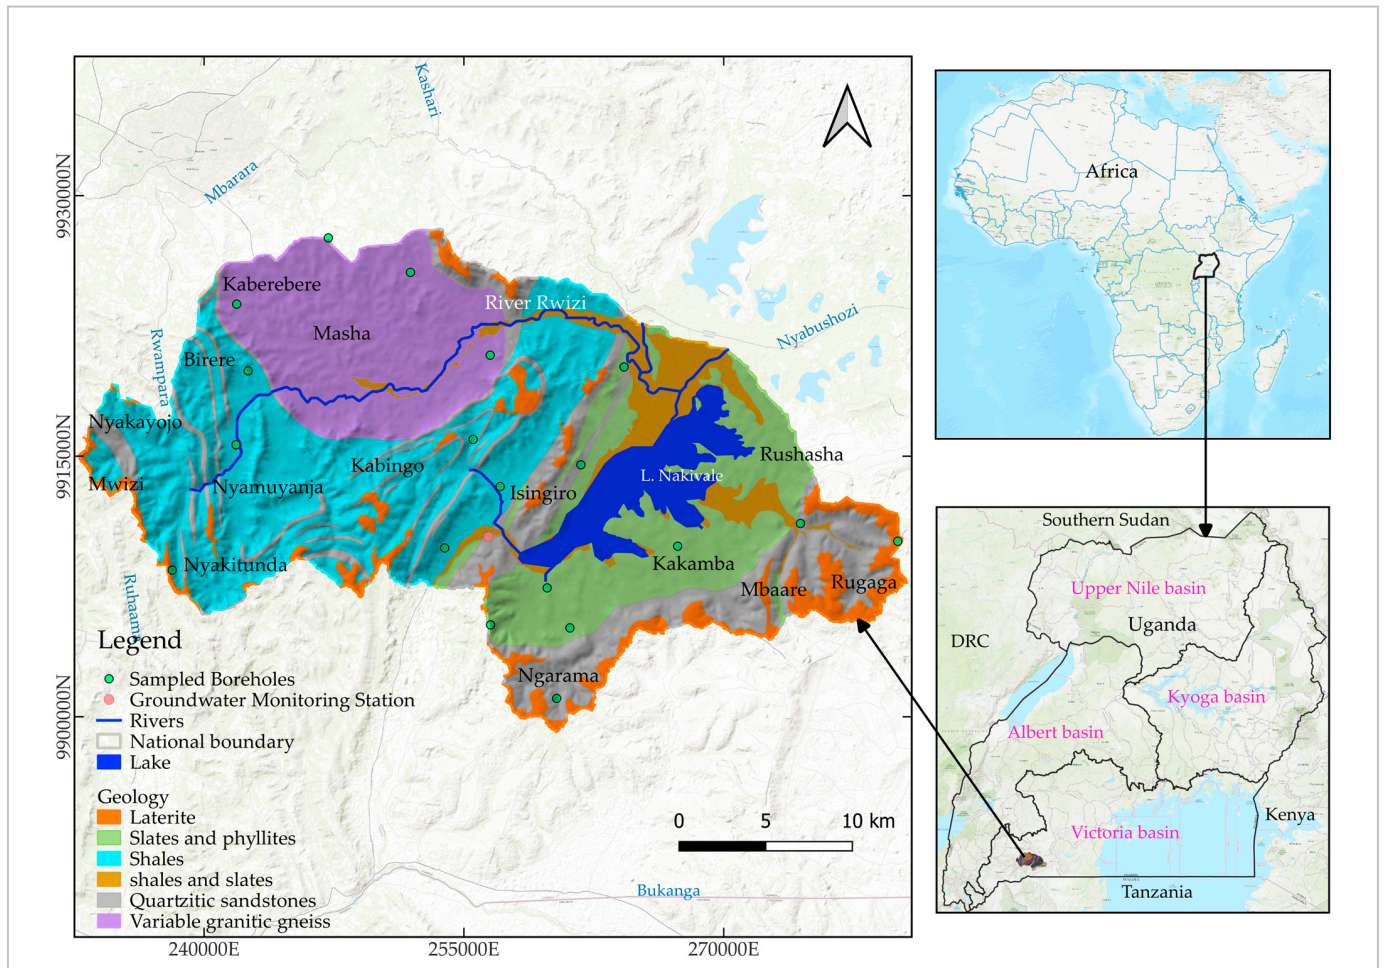 Kashari
Mbarara
9930000N
Kaberebere
Masha
River Rwizi
Nyabushozi
Rwampara
Birere
Nyakayojo
Kabingo
9915000N
Rushasha
L. Nakivale
Mwizi
Nyamuyanja
Isingiro
Nyakitunda
Kakamba
Mbaare
Rugaga
Ruhaama
Ngarama
9900000N
Legend
Sampled Boreholes
Groundwater Monitoring Station
Rivers
National boundary
Lake
Geology
Laterite
Slates and phyllites
Shales
shales and slates
Quartzitic sandstones
Variable granitic gneiss
0 5 10 km
Bukanga
240000E 255000E 270000E
Africa
Southern Sudan
Upper Nile basin
Uganda
DRC
Kyoga basin
Albert basin
Kenya
Victoria basin
Tanzania